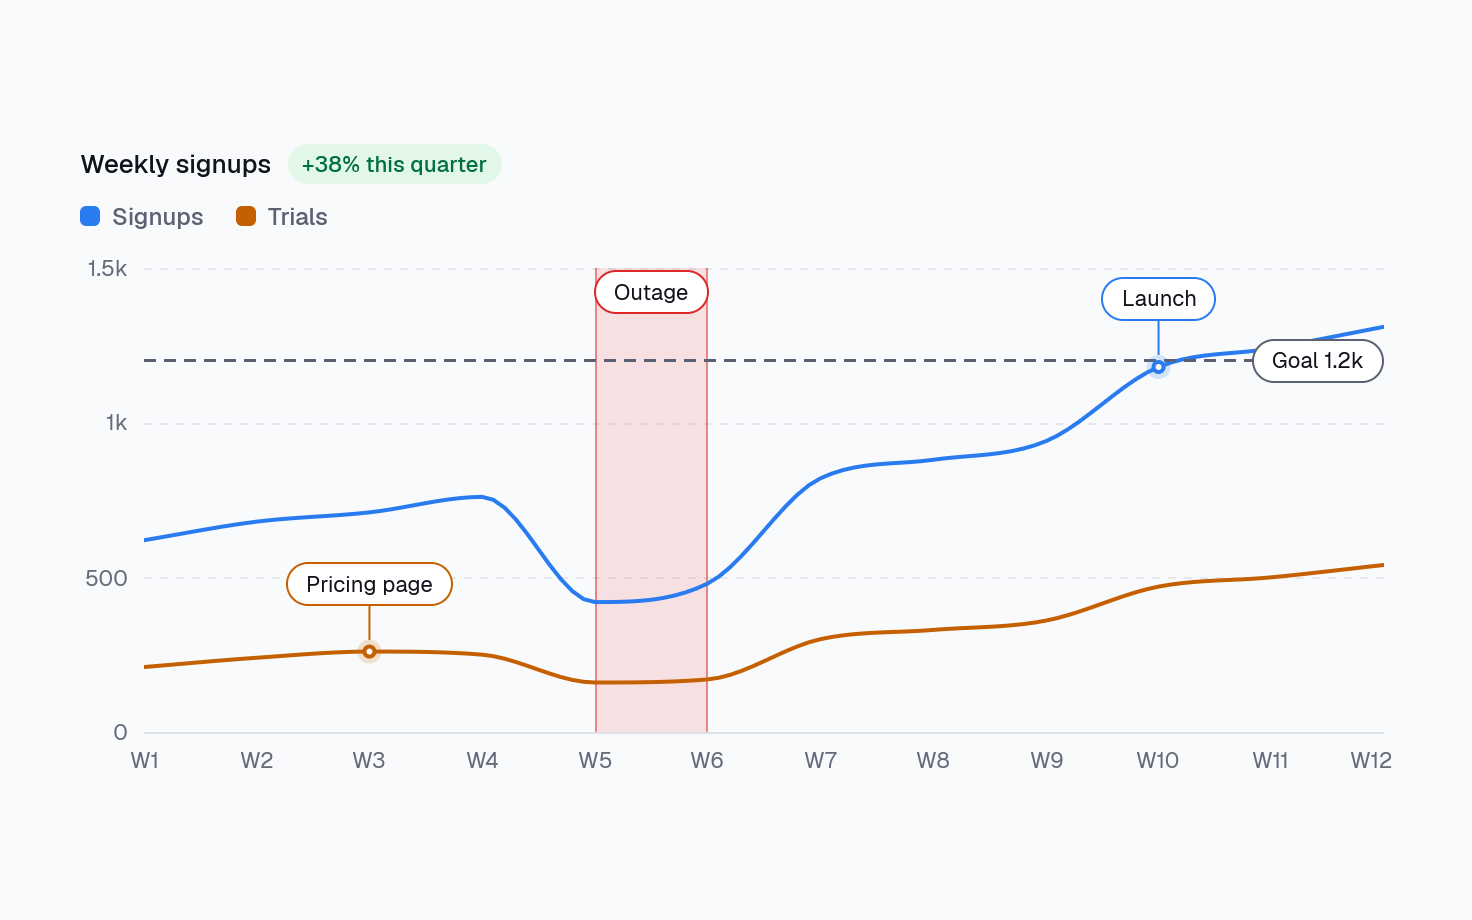 Weekly signups
+38% this quarter
Signups
Trials
1.5k
Outage
Launch
Goal 1.2k
1k
500
Pricing page
0
W1 W2 W3 W4 W5 W6 W7 W8 W9 W10 W11 W12